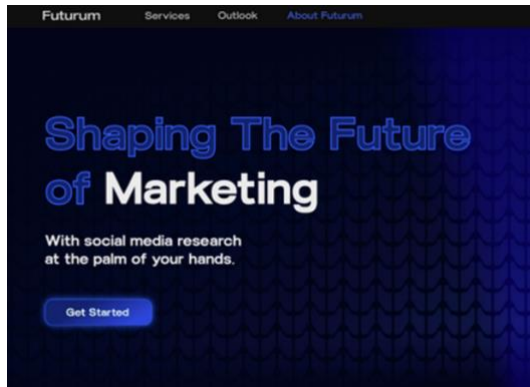 Futurum Services Outlook About Futurum
Shaping The Future
of Marketing
With social media research
at the palm of your hands.
Get Started